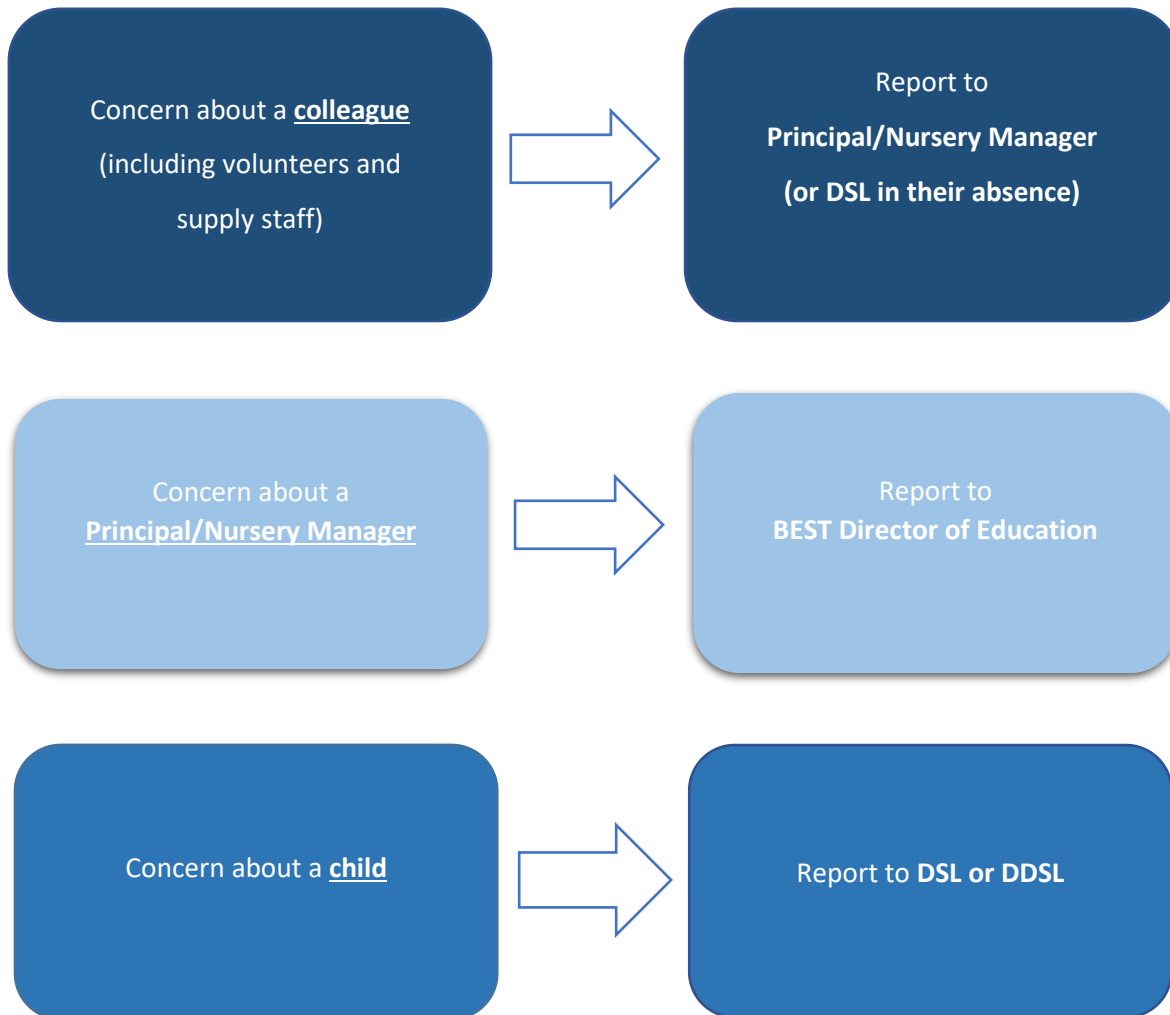 Concern about a colleague
(including volunteers and
supply staff)
Report to
Principal/Nursery Manager
(or DSL in their absence)
Concern about a
Principal/Nursery Manager
Report to
BEST Director of Education
Concern about a child
Report to DSL or DDSL